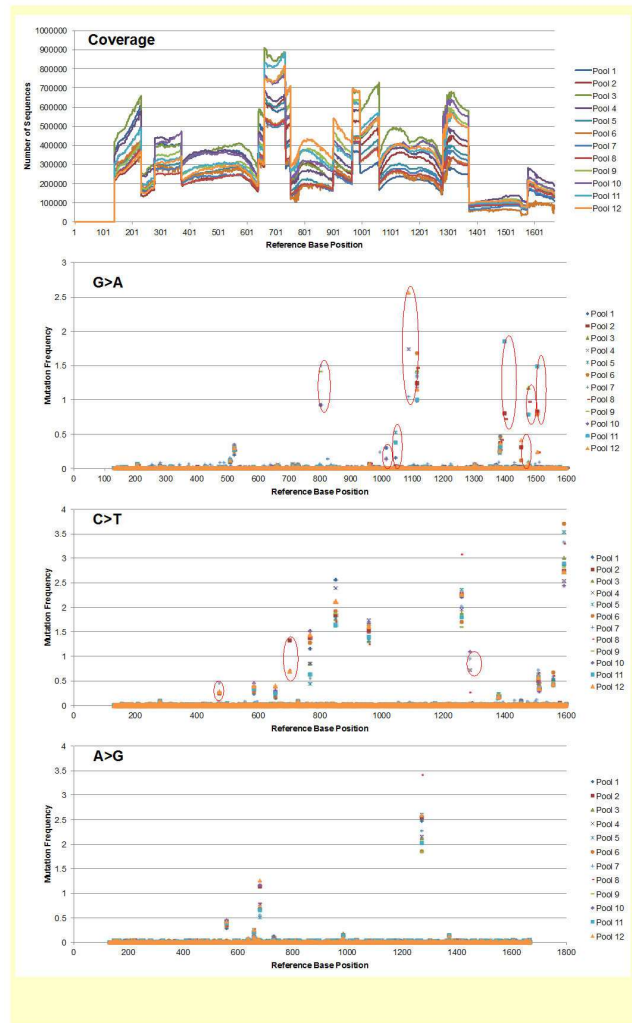 Coverage
1000000
900000
800000
700000
600000
500000
400000
300000
200000
100000
0
Number of Sequences
1 101 201 301 401 501 601 701 801 901 1001 1101 1201 1301 1401 1501 1601
Reference Base Position
Pool 1
Pool 2
Pool 3
Pool 4
Pool 5
Pool 6
Pool 7
Pool 8
Pool 9
Pool 10
Pool 11
Pool 12
G>A
3
2.5
2
1.5
1
0.5
0
Mutation Frequency
0 100 200 300 400 500 600 700 800 900 1000 1100 1200 1300 1400 1500 1600
Reference Base Position
Pool 1
Pool 2
Pool 3
Pool 4
Pool 5
Pool 6
Pool 7
Pool 8
Pool 9
Pool 10
Pool 11
Pool 12
C>T
4
3.5
3
2.5
2
1.5
1
0.5
0
Mutation Frequency
0 200 400 600 800 1000 1200 1400 1600
Reference Base Position
Pool 1
Pool 2
Pool 3
Pool 4
Pool 5
Pool 6
Pool 7
Pool 8
Pool 9
Pool 10
Pool 11
Pool 12
A>G
4
3.5
3
2.5
2
1.5
1
0.5
0
Mutation Frequency
0 200 400 600 800 1000 1200 1400 1600 1800
Reference Base Position
Pool 1
Pool 2
Pool 3
Pool 4
Pool 5
Pool 6
Pool 7
Pool 8
Pool 9
Pool 10
Pool 11
Pool 12